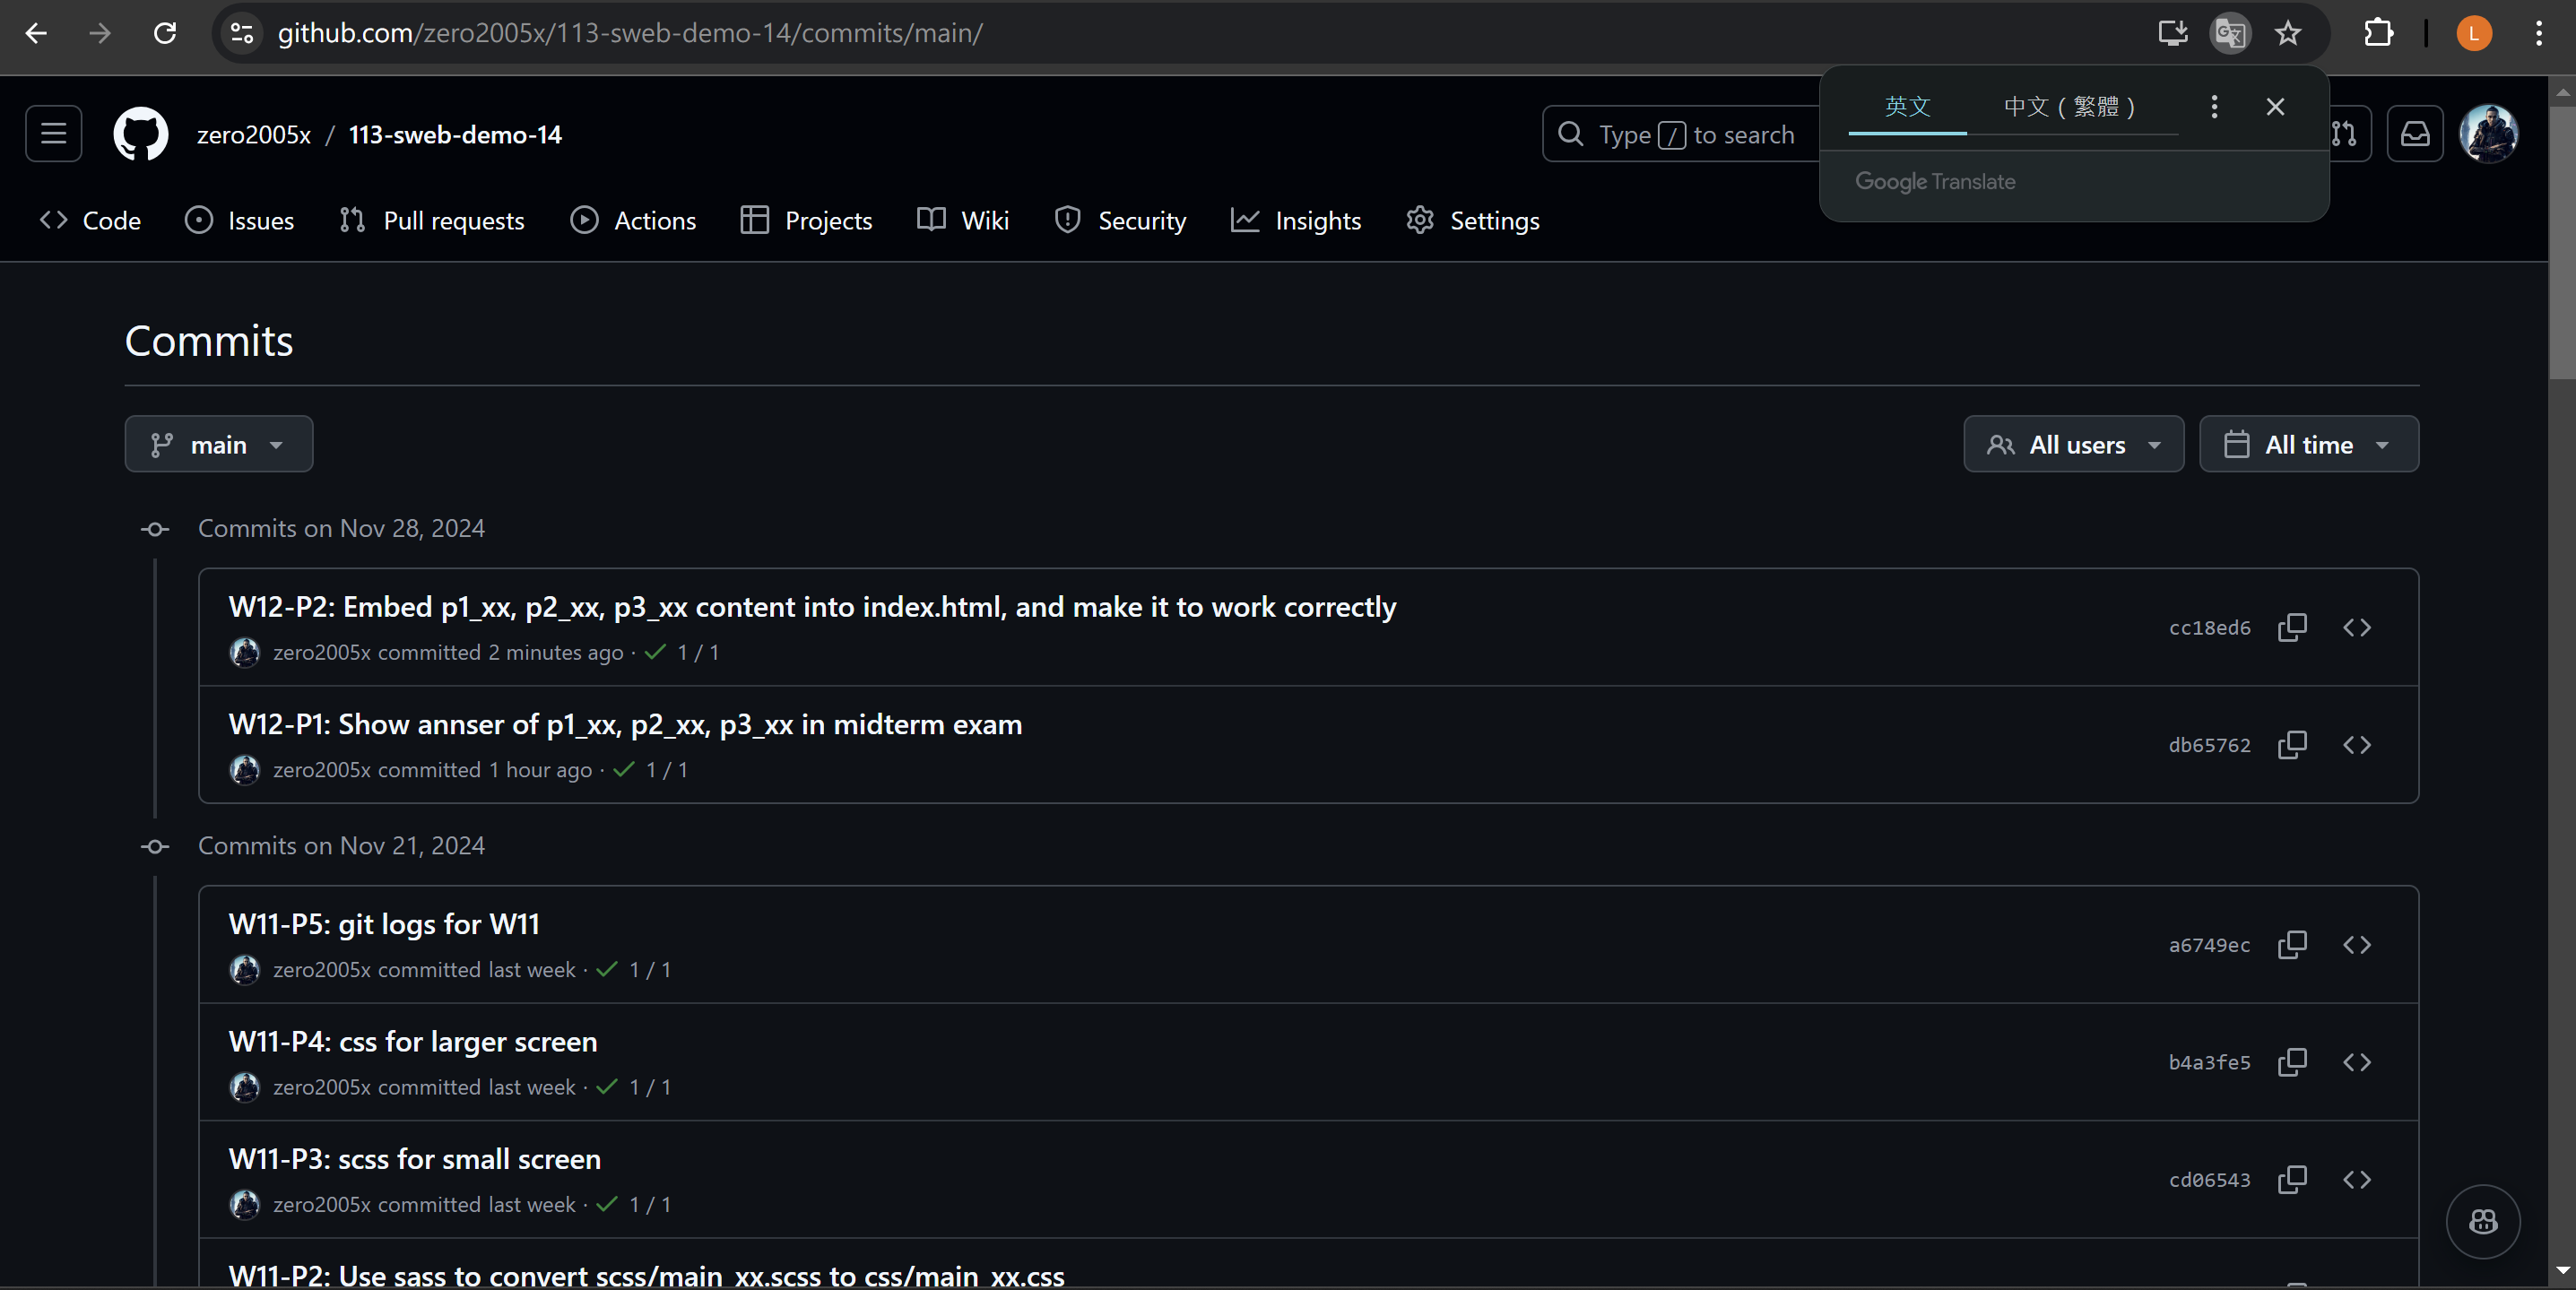 github.com/zero2005x/113-sweb-demo-14/commits/main/
L
英文
中文（繁體）
Google Translate
zero2005x / 113-sweb-demo-14
Type / to search
Code
Issues
Pull requests
Actions
Projects
Wiki
Security
Insights
Settings
Commits
main
All users
All time
Commits on Nov 28, 2024
W12-P2: Embed p1_xx, p2_xx, p3_xx content into index.html, and make it to work correctly
zero2005x committed 2 minutes ago · 1 / 1
cc18ed6
W12-P1: Show annser of p1_xx, p2_xx, p3_xx in midterm exam
zero2005x committed 1 hour ago · 1 / 1
db65762
Commits on Nov 21, 2024
W11-P5: git logs for W11
zero2005x committed last week · 1 / 1
a6749ec
W11-P4: css for larger screen
zero2005x committed last week · 1 / 1
b4a3fe5
W11-P3: scss for small screen
zero2005x committed last week · 1 / 1
cd06543
W11-P2: Use sass to convert scss/main_xx.scss to css/main_xx.css